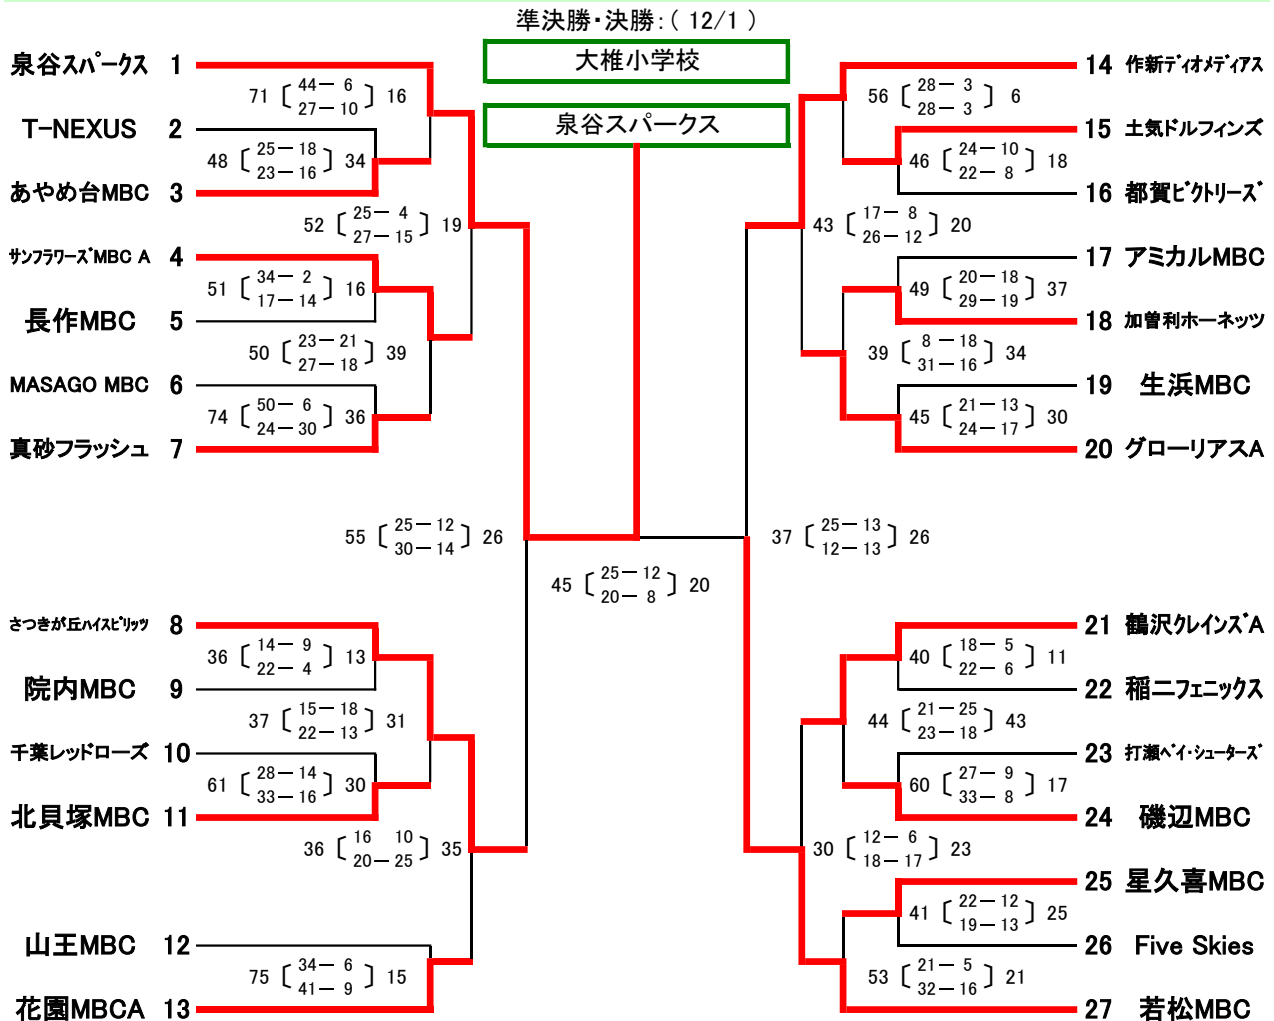 準決勝・決勝：( 12/1 )
大椎小学校
泉谷スパークス
泉谷スパークス 1
71 〔 44 － 6 〕 16
27 － 10
T-NEXUS 2
48 〔 25 － 18 〕 34
23 － 16
あやめ台MBC 3
52 〔 25 － 4 〕 19
27 － 15
サンフラワーズMBC A 4
51 〔 34 － 2 〕 16
17 － 14
長作MBC 5
50 〔 23 － 21 〕 39
27 － 18
MASAGO MBC 6
74 〔 50 － 6 〕 36
24 － 30
真砂フラッシュ 7
55 〔 25 － 12 〕 26
30 － 14
45 〔 25 － 12 〕 20
20 － 8
さつきが丘ハイスピリッツ 8
36 〔 14 － 9 〕 13
22 － 4
院内MBC 9
37 〔 15 － 18 〕 31
22 － 13
千葉レッドローズ 10
61 〔 28 － 14 〕 30
33 － 16
北貝塚MBC 11
36 〔 16 10 〕 35
20 － 25
山王MBC 12
75 〔 34 － 6 〕 15
41 － 9
花園MBCA 13
14 作新ディオメディアス
56 〔 28 － 3 〕 6
28 － 3
15 土気ドルフィンズ
46 〔 24 － 10 〕 18
22 － 8
16 都賀ビクトリーズ
43 〔 17 － 8 〕 20
26 － 12
17 アミカルMBC
49 〔 20 － 18 〕 37
29 － 19
18 加曽利ホーネッツ
39 〔 8 － 18 〕 34
31 － 16
19 生浜MBC
45 〔 21 － 13 〕 30
24 － 17
20 グローリアスA
37 〔 25 － 13 〕 26
12 － 13
21 鶴沢クレインズA
40 〔 18 － 5 〕 11
22 － 6
22 稲二フェニックス
44 〔 21 － 25 〕 43
23 － 18
23 打瀬ベイ・シューターズ
60 〔 27 － 9 〕 17
33 － 8
24 磯辺MBC
30 〔 12 － 6 〕 23
18 － 17
25 星久喜MBC
41 〔 22 － 12 〕 25
19 － 13
26 Five Skies
53 〔 21 － 5 〕 21
32 － 16
27 若松MBC